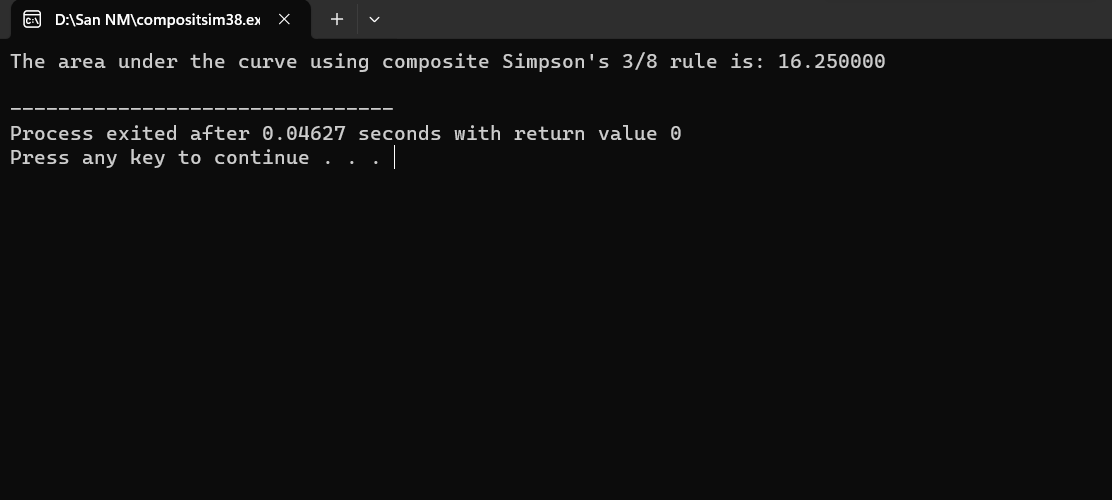 D:\San NM\compositsim38.ex
The area under the curve using composite Simpson's 3/8 rule is: 16.250000
--------------------------------
Process exited after 0.04627 seconds with return value 0
Press any key to continue . . .